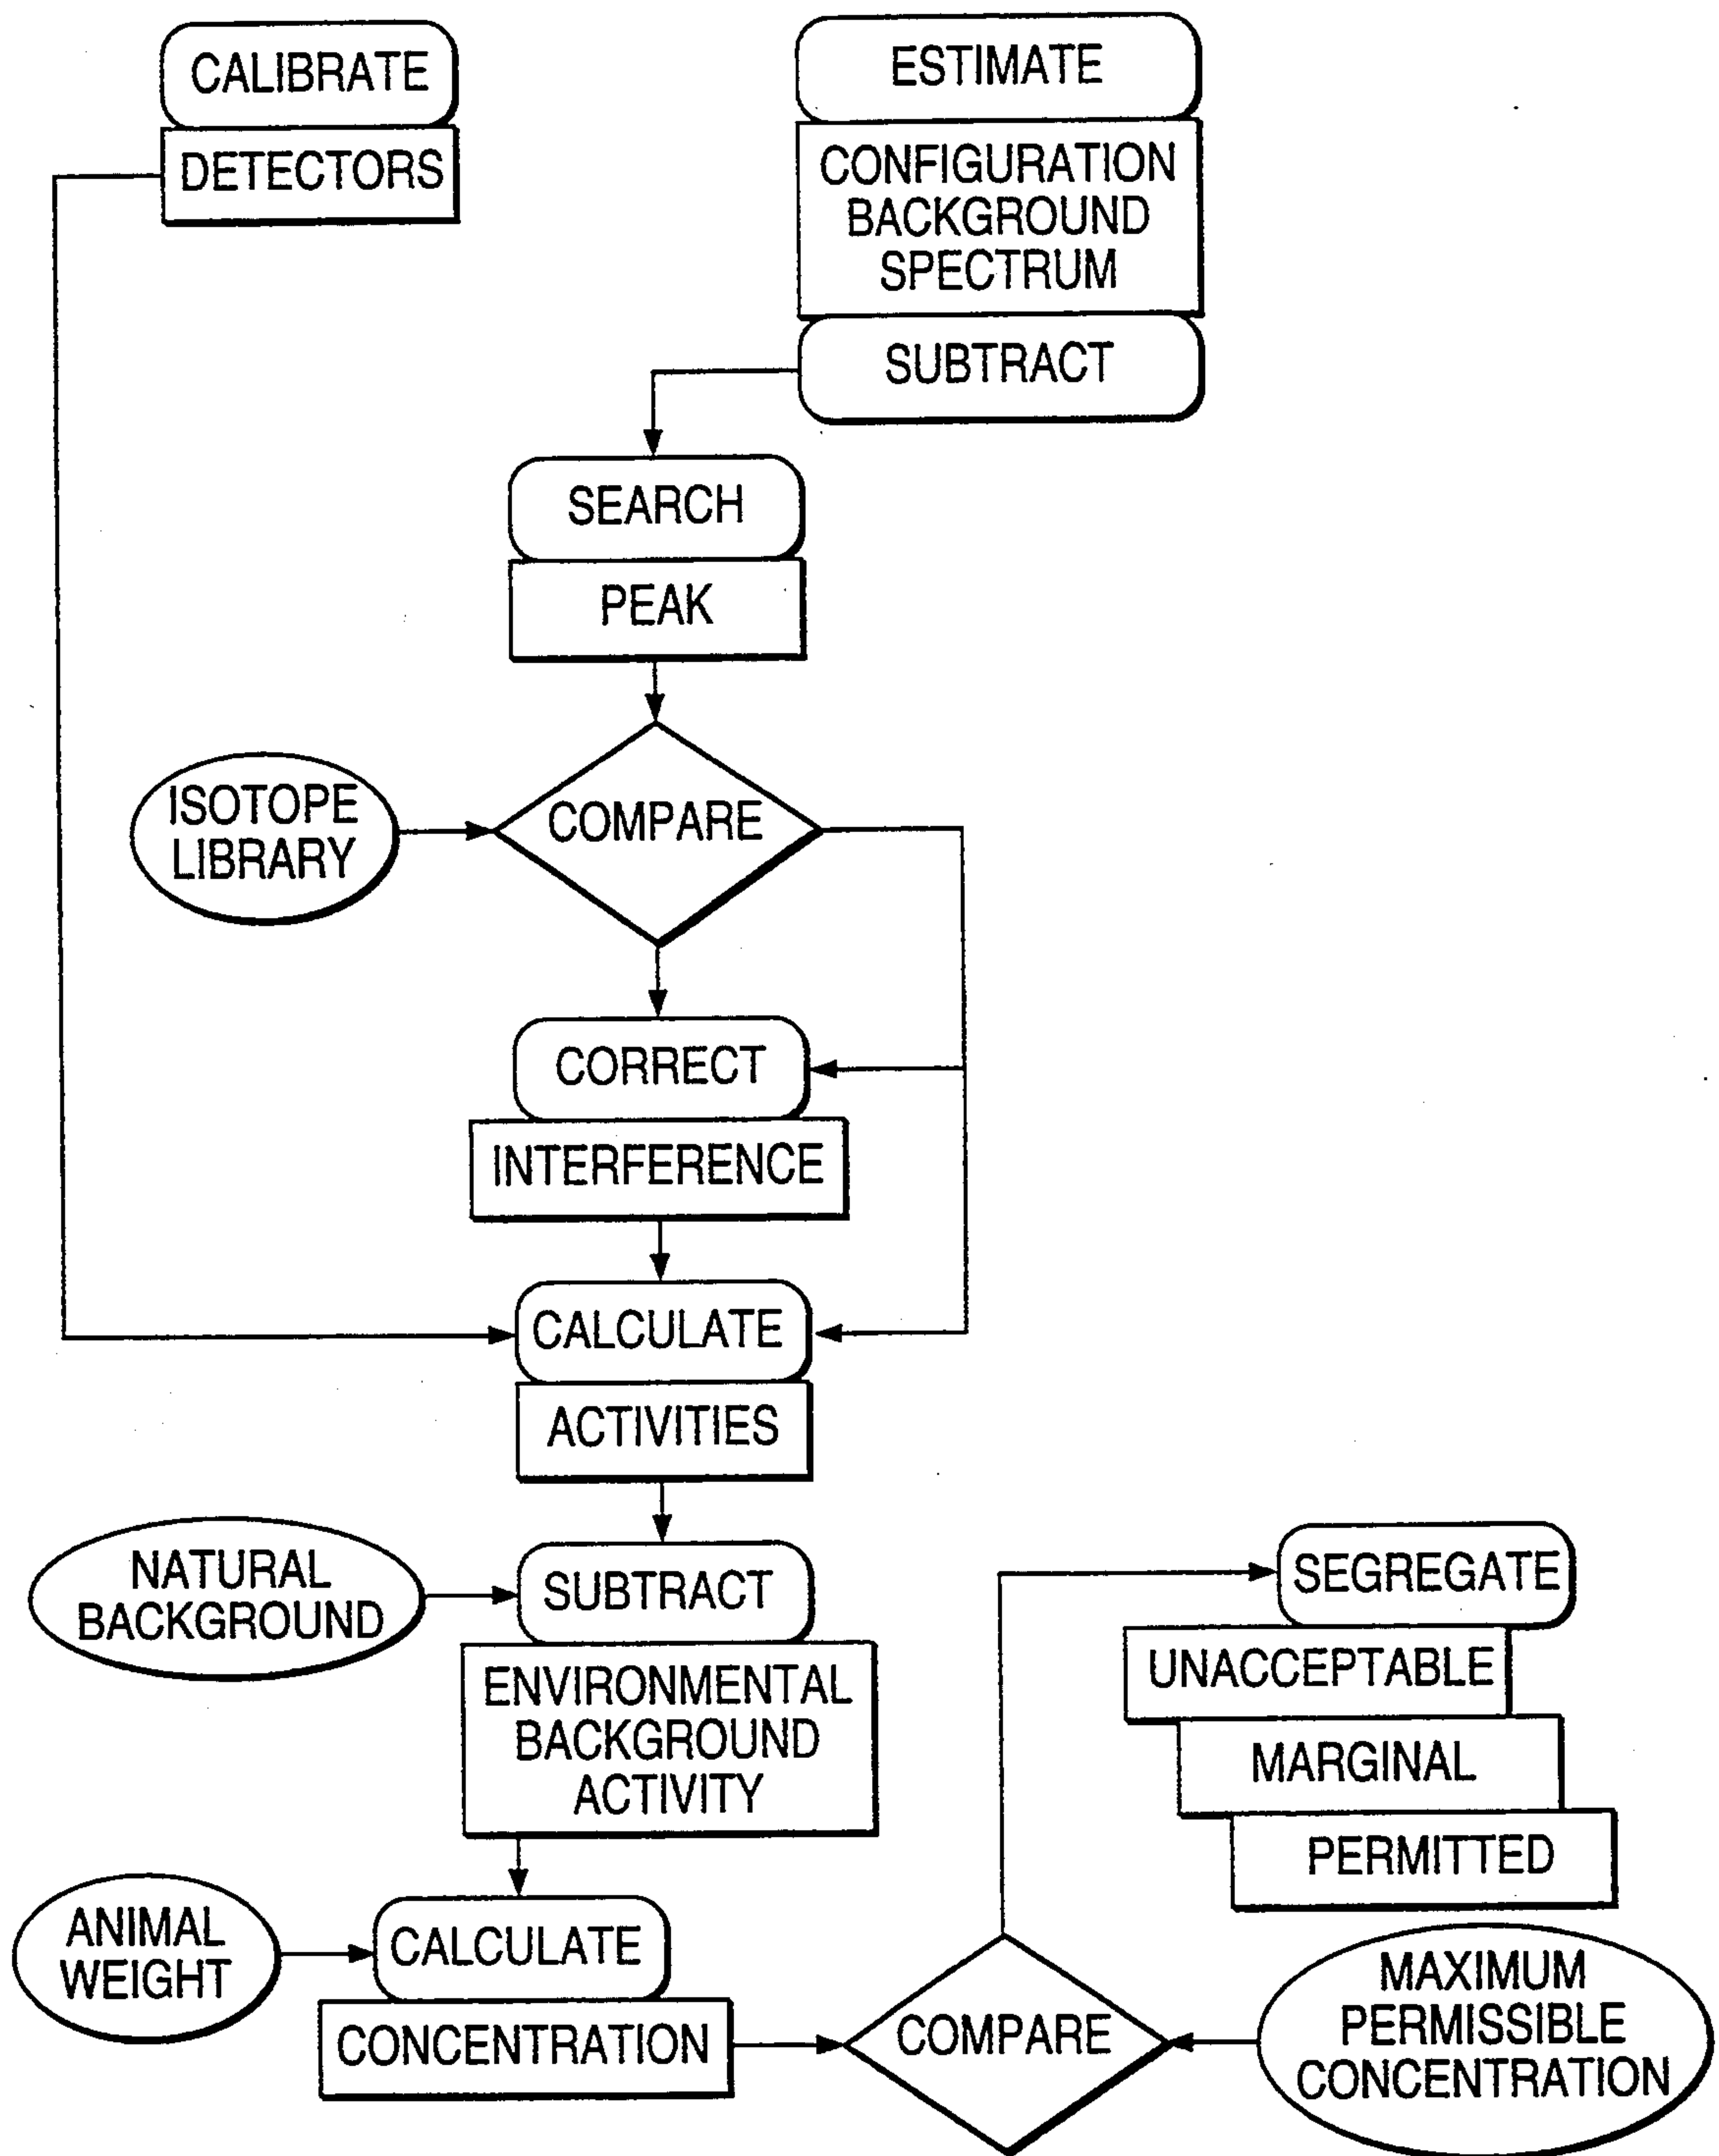 CALIBRATE
DETECTORS
ESTIMATE
CONFIGURATION
BACKGROUND
SPECTRUM
SUBTRACT
SEARCH
PEAK
ISOTOPE
LIBRARY
COMPARE
CORRECT
INTERFERENCE
CALCULATE
ACTIVITIES
NATURAL
BACKGROUND
SUBTRACT
ENVIRONMENTAL
BACKGROUND
ACTIVITY
ANIMAL
WEIGHT
CALCULATE
CONCENTRATION
COMPARE
MAXIMUM
PERMISSIBLE
CONCENTRATION
SEGREGATE
UNACCEPTABLE
MARGINAL
PERMITTED